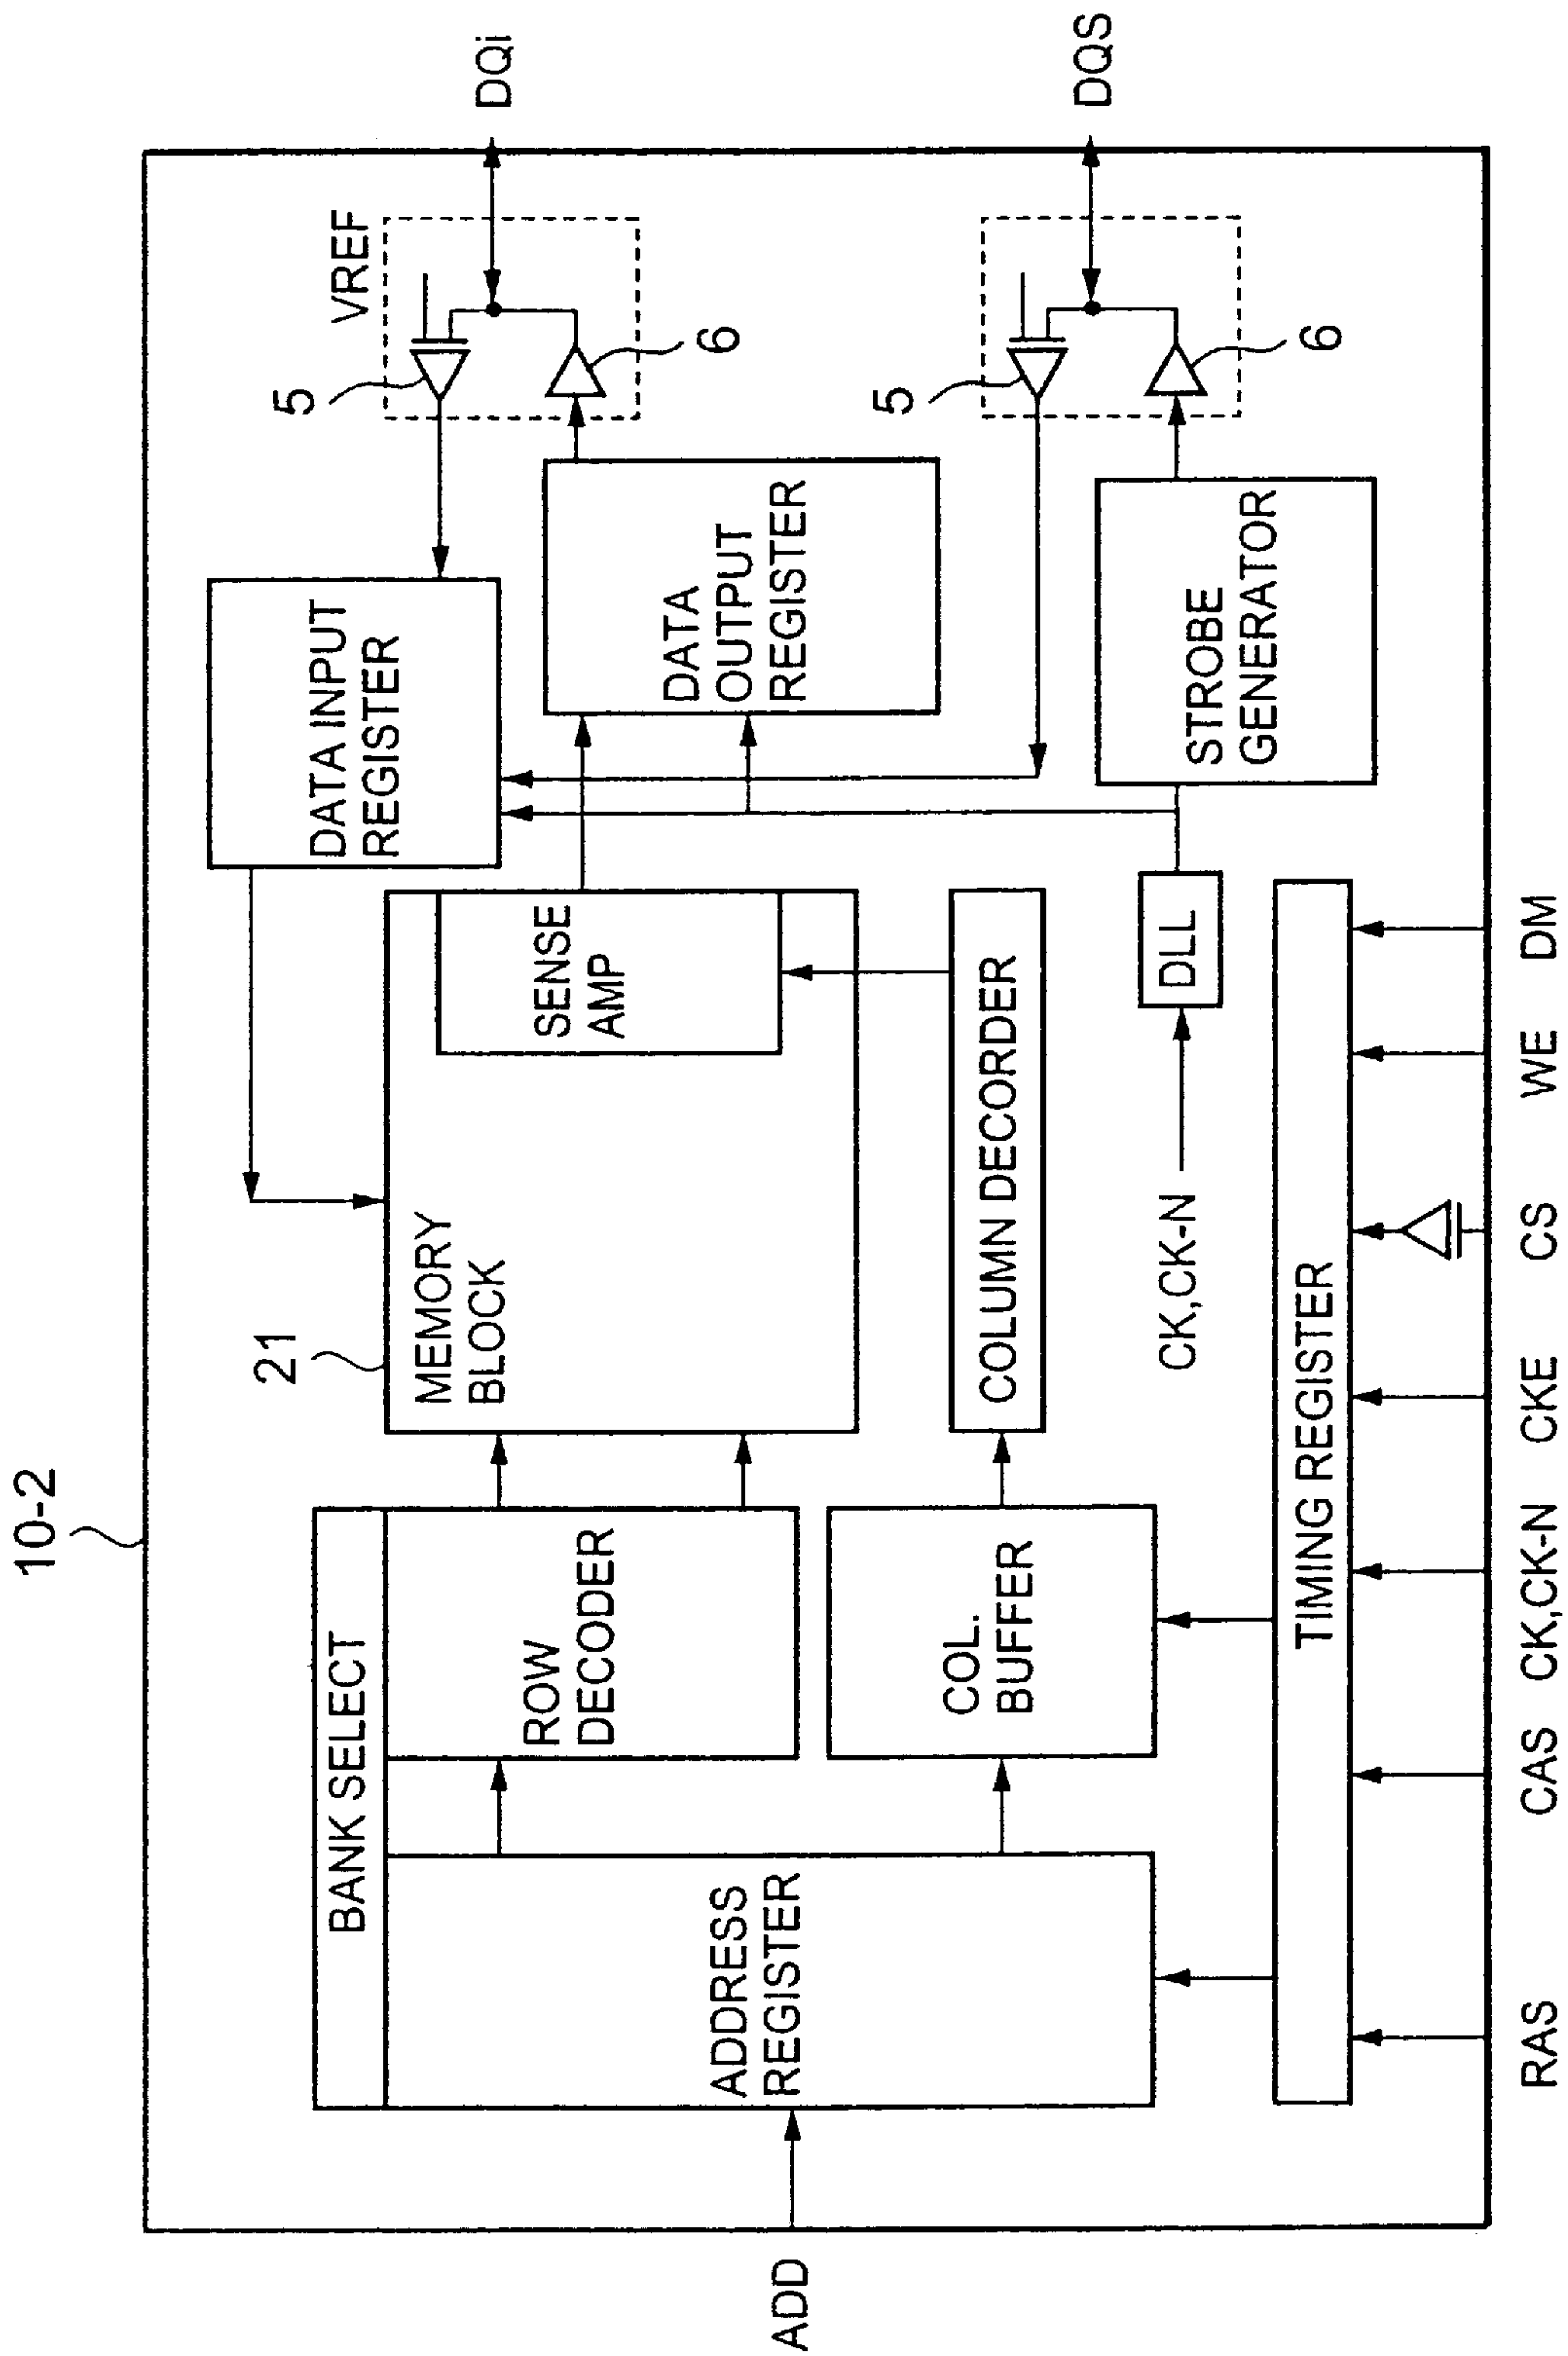 10-2
21
BANK SELECT
ADDRESS
REGISTER
ROW
DECODER
COL.
BUFFER
MEMORY
BLOCK
SENSE
AMP
COLUMN DECORDER
DATA INPUT
REGISTER
DATA
OUTPUT
REGISTER
STROBE
GENERATOR
DLL
CK,CK-N
TIMING REGISTER
VREF
5
6
5
6
DQi
DQS
ADD
RAS
CAS
CK,CK-N
CKE
CS
WE
DM